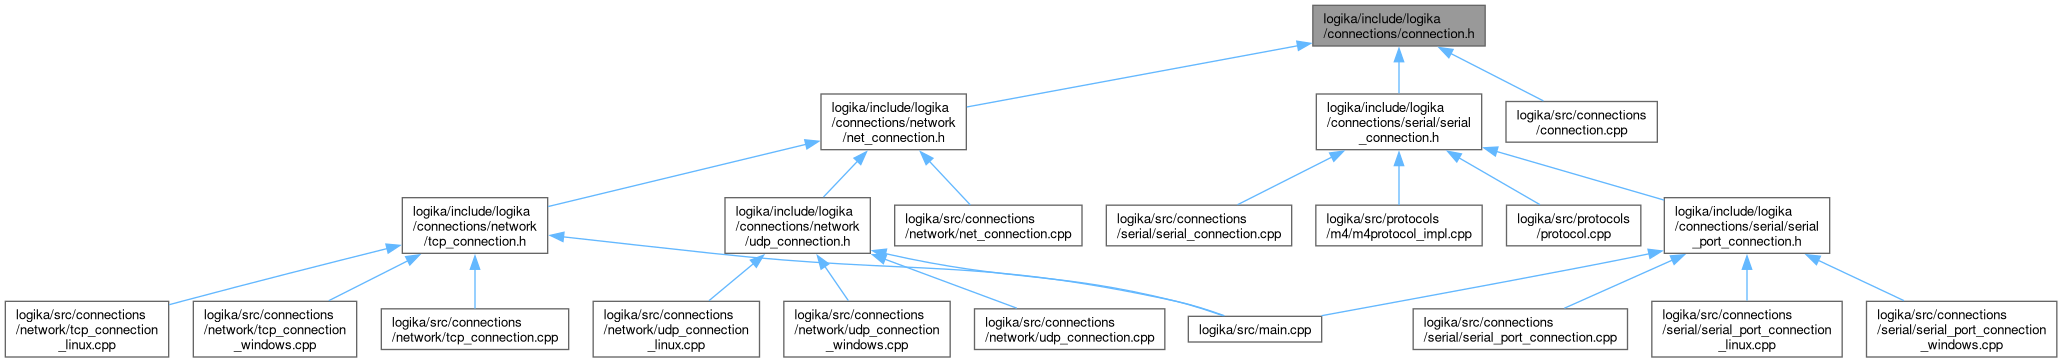 logika/include/logika
/connections/connection.h
logika/include/logika
/connections/network
/net_connection.h
logika/include/logika
/connections/serial/serial
_connection.h
logika/src/connections
/connection.cpp
logika/include/logika
/connections/network
/tcp_connection.h
logika/include/logika
/connections/network
/udp_connection.h
logika/src/connections
/network/net_connection.cpp
logika/src/connections
/serial/serial_connection.cpp
logika/src/protocols
/m4/m4protocol_impl.cpp
logika/src/protocols
/protocol.cpp
logika/include/logika
/connections/serial/serial
_port_connection.h
logika/src/connections
/network/tcp_connection
_linux.cpp
logika/src/connections
/network/tcp_connection
_windows.cpp
logika/src/connections
/network/tcp_connection.cpp
logika/src/connections
/network/udp_connection
_linux.cpp
logika/src/connections
/network/udp_connection
_windows.cpp
logika/src/connections
/network/udp_connection.cpp
logika/src/main.cpp
logika/src/connections
/serial/serial_port_connection.cpp
logika/src/connections
/serial/serial_port_connection
_linux.cpp
logika/src/connections
/serial/serial_port_connection
_windows.cpp